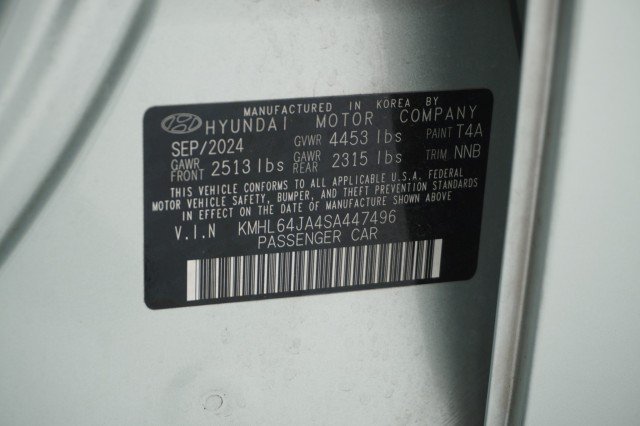 MANUFACTURED IN KOREA BY
HYUNDAI MOTOR COMPANY
SEP/2024 GVWR 4453 lbs PAINT T4A
GAWR FRONT 2513 lbs GAWR REAR 2315 lbs TRIM NNB
THIS VEHICLE CONFORMS TO ALL APPLICABLE U.S.A. FEDERAL
MOTOR VEHICLE SAFETY, BUMPER, AND THEFT PREVENTION STANDARDS
IN EFFECT ON THE DATE OF MANUFACTURE SHOWN ABOVE
V.I.N KMHL64JA4SA447496
PASSENGER CAR